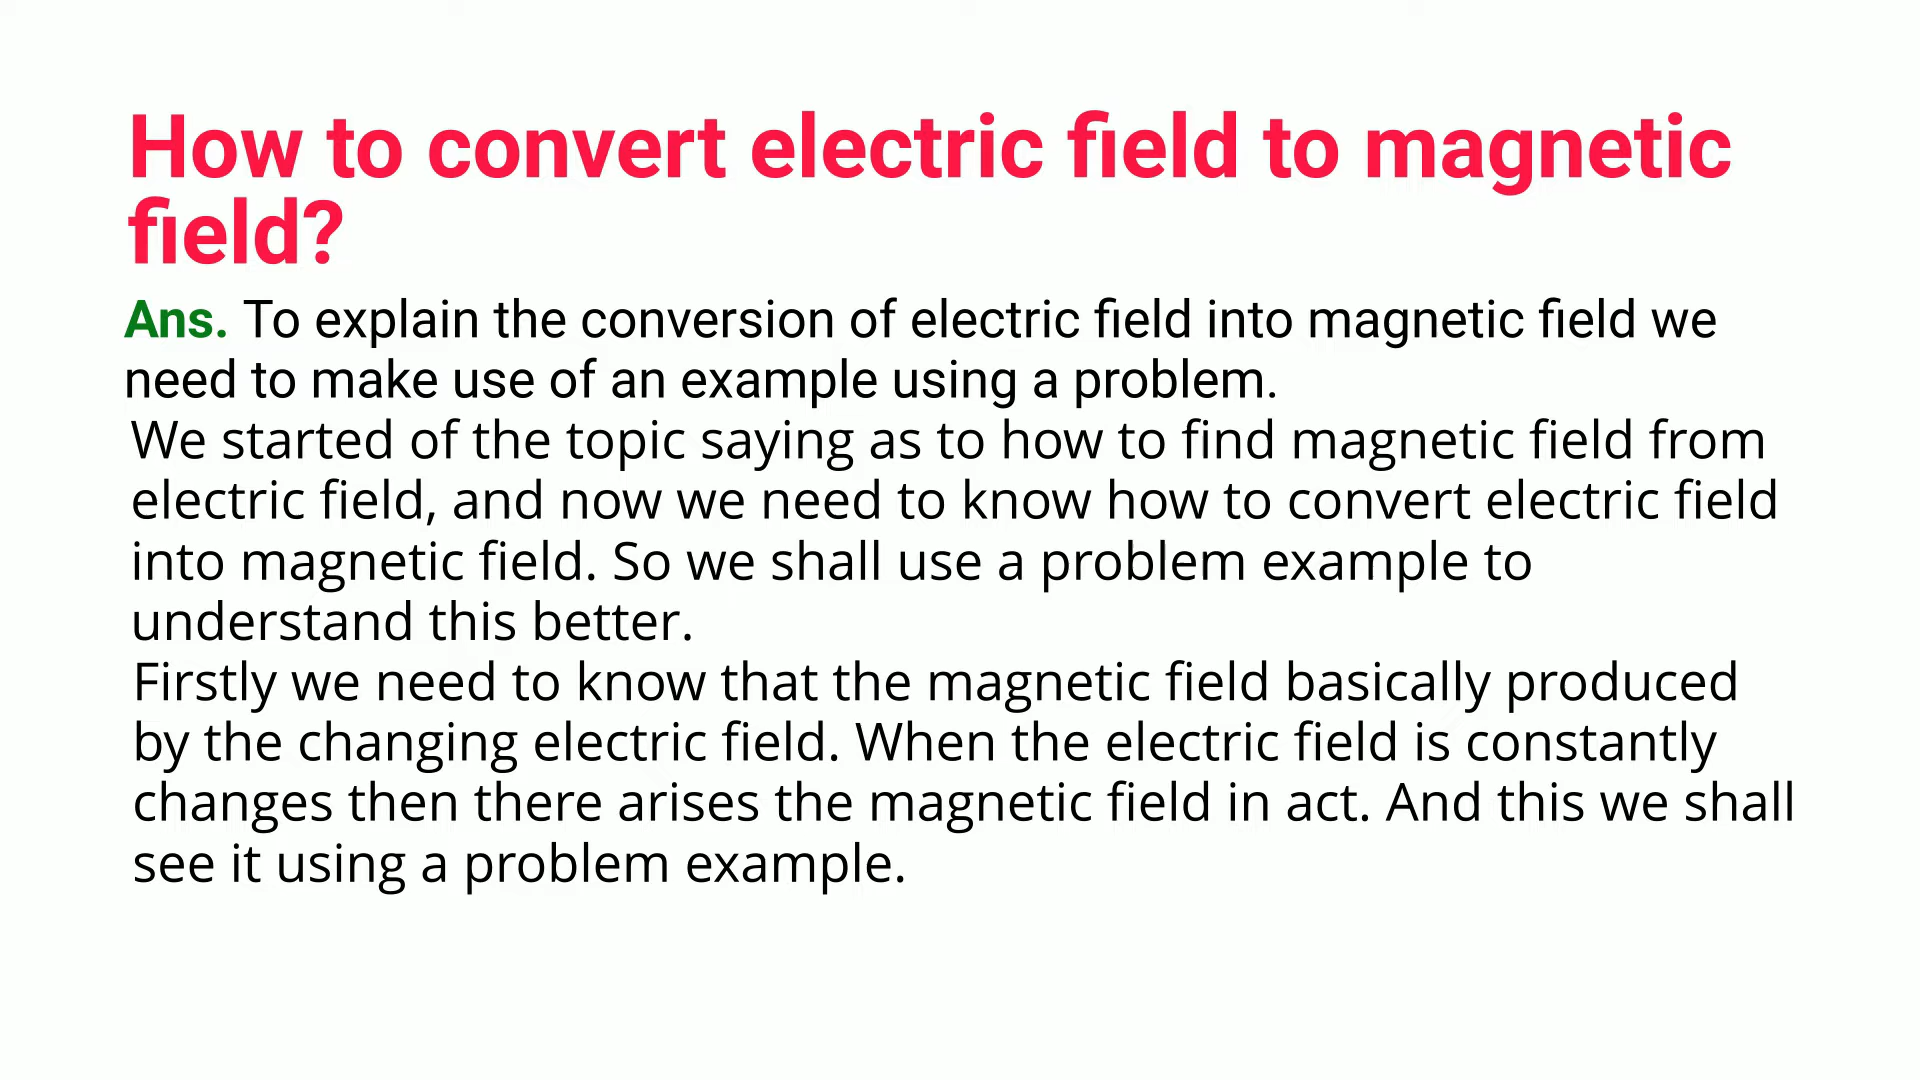 How to convert electric field to magnetic
field?
Ans. To explain the conversion of electric field into magnetic field we
need to make use of an example using a problem.
We started of the topic saying as to how to find magnetic field from
electric field, and now we need to know how to convert electric field
into magnetic field. So we shall use a problem example to
understand this better.
Firstly we need to know that the magnetic field basically produced
by the changing electric field. When the electric field is constantly
changes then there arises the magnetic field in act. And this we shall
see it using a problem example.